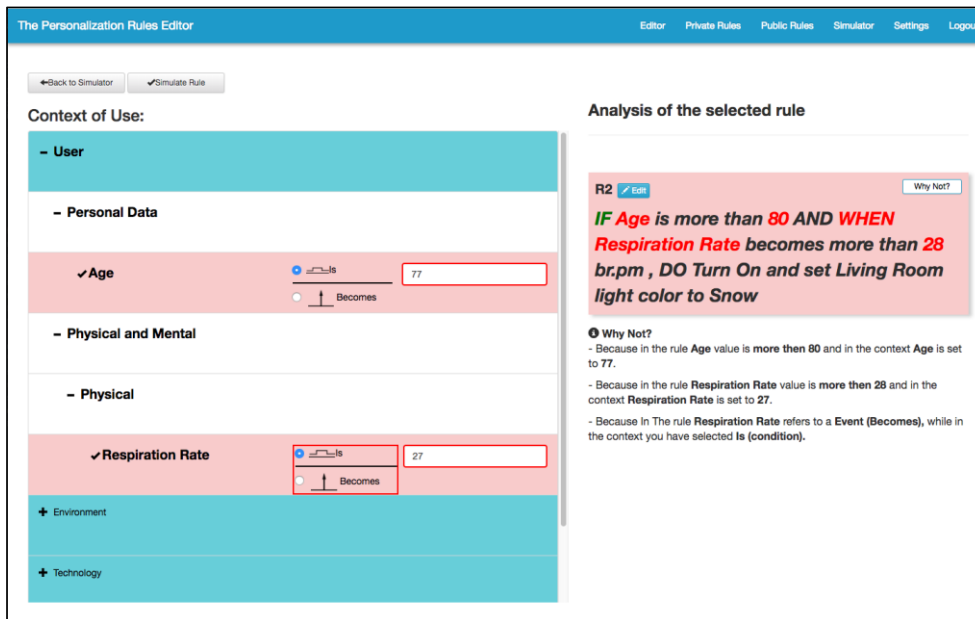 The Personalization Rules Editor
Editor Private Rules Public Rules Simulator Settings Logou
Back to Simulator
Simulate Rule
Context of Use:
User
Personal Data
Age
Is
77
Becomes
Physical and Mental
Physical
Respiration Rate
Is
27
Becomes
Environment
Technology
Analysis of the selected rule
R2 Edit
Why Not?
IF Age is more than 80 AND WHEN
Respiration Rate becomes more than 28
br.pm , DO Turn On and set Living Room
light color to Snow
Why Not?
- Because in the rule Age value is more then 80 and in the context Age is set
to 77.
- Because in the rule Respiration Rate value is more then 28 and in the
context Respiration Rate is set to 27.
- Because In The rule Respiration Rate refers to a Event (Becomes), while in
the context you have selected Is (condition).